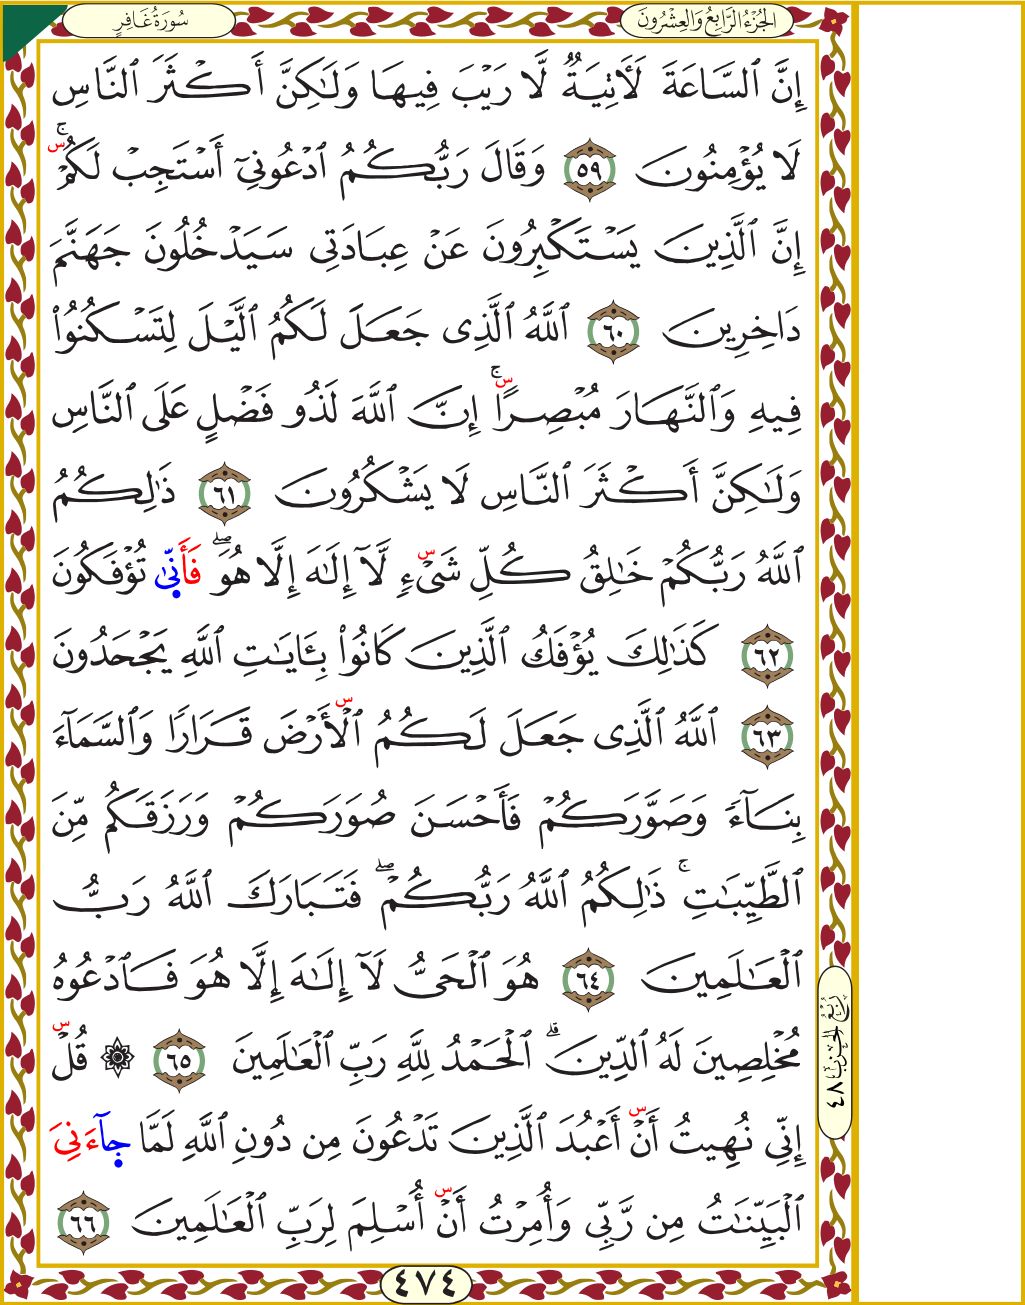 سُورَةُ غَافِرٍ
الجُزْءُ الرَّابِعُ وَالعِشْرُونَ
إِنَّ ٱلسَّاعَةَ لَأٓتِيَةٌ لَّا رَيۡبَ فِيهَا وَلَٰكِنَّ أَكۡثَرَ ٱلنَّاسِ
لَا يُؤۡمِنُونَ ٥٩ وَقَالَ رَبُّكُمُ ٱدۡعُونِيٓ أَسۡتَجِبۡ لَكُمۡۚ س
إِنَّ ٱلَّذِينَ يَسۡتَكۡبِرُونَ عَنۡ عِبَادَتِي سَيَدۡخُلُونَ جَهَنَّمَ
دَاخِرِينَ ٦٠ ٱللَّهُ ٱلَّذِي جَعَلَ لَكُمُ ٱلَّيۡلَ لِتَسۡكُنُواْ
فِيهِ وَٱلنَّهَارَ مُبۡصِرًاۚ س إِنَّ ٱللَّهَ لَذُو فَضۡلٍ عَلَى ٱلنَّاسِ
وَلَٰكِنَّ أَكۡثَرَ ٱلنَّاسِ لَا يَشۡكُرُونَ ٦١ ذَٰلِكُمُ
ٱللَّهُ رَبُّكُمۡ خَٰلِقُ كُلِّ شَيۡءٖ س لَّآ إِلَٰهَ إِلَّا هُوَۖ فَأَنَّىٰ تُؤۡفَكُونَ
٦٢ كَذَٰلِكَ يُؤۡفَكُ ٱلَّذِينَ كَانُواْ بِـَٔايَٰتِ ٱللَّهِ يَجۡحَدُونَ
٦٣ ٱللَّهُ ٱلَّذِي جَعَلَ لَكُمُ ٱلۡأَرۡضَ س قَرَارٗا وَٱلسَّمَآءَ
بِنَآءٗ وَصَوَّرَكُمۡ فَأَحۡسَنَ صُوَرَكُمۡ وَرَزَقَكُم مِّنَ
ٱلطَّيِّبَٰتِۚ ذَٰلِكُمُ ٱللَّهُ رَبُّكُمۡۖ فَتَبَارَكَ ٱللَّهُ رَبُّ
ٱلۡعَٰلَمِينَ ٦٤ هُوَ ٱلۡحَيُّ لَآ إِلَٰهَ إِلَّا هُوَ فَٱدۡعُوهُ
مُخۡلِصِينَ لَهُ ٱلدِّينَۗ ٱلۡحَمۡدُ لِلَّهِ رَبِّ ٱلۡعَٰلَمِينَ ٦٥ ۞ قُلۡ س
إِنِّي نُهِيتُ أَنۡ س أَعۡبُدَ ٱلَّذِينَ تَدۡعُونَ مِن دُونِ ٱللَّهِ لَمَّا جَآءَنِيَ
ٱلۡبَيِّنَٰتُ مِن رَّبِّي وَأُمِرۡتُ أَنۡ س أُسۡلِمَ لِرَبِّ ٱلۡعَٰلَمِينَ ٦٦
رُبْعُ الحِزْبِ ٤٨
٤٧٤